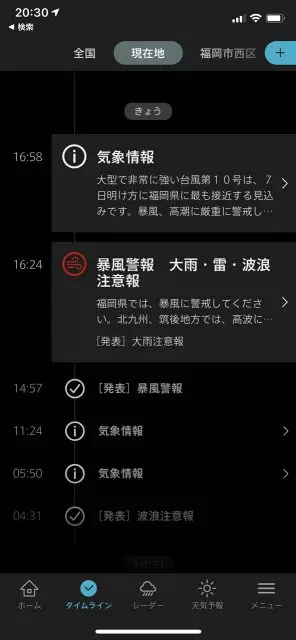 20:30
検索
全国 現在地 福岡市西区 +
きょう
16:58 気象情報
大型で非常に強い台風第10号は、7
日明け方に福岡県に最も接近する見込
みです。暴風、高潮に厳重に警戒し…
16:24 暴風警報 大雨・雷・波浪
注意報
福岡県では、暴風に警戒してくださ
い。北九州、筑後地方では、高波に…
[発表] 大雨注意報
14:57 [発表] 暴風警報
11:24 気象情報
05:50 気象情報
04:31 [発表] 波浪注意報
ホーム タイムライン レーダー 天気予報 メニュー